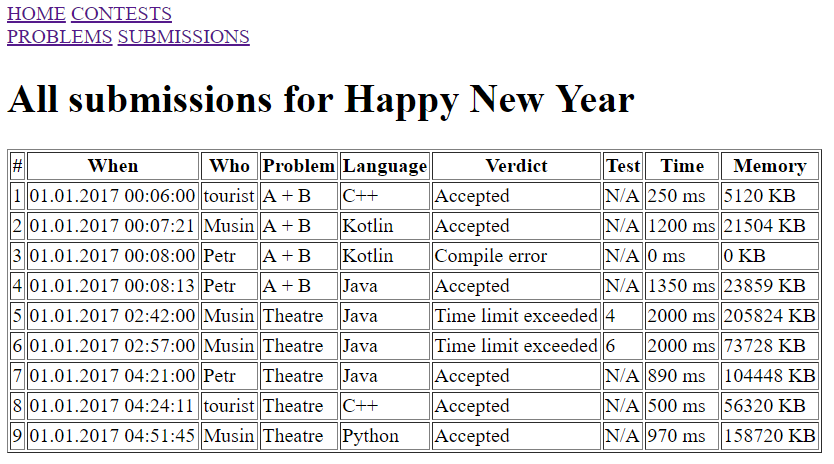 HOME CONTESTS
PROBLEMS SUBMISSIONS
All submissions for Happy New Year
# When Who Problem Language Verdict Test Time Memory
1 01.01.2017 00:06:00 tourist A + B C++ Accepted N/A 250 ms 5120 KB
2 01.01.2017 00:07:21 Musin A + B Kotlin Accepted N/A 1200 ms 21504 KB
3 01.01.2017 00:08:00 Petr A + B Kotlin Compile error N/A 0 ms 0 KB
4 01.01.2017 00:08:13 Petr A + B Java Accepted N/A 1350 ms 23859 KB
5 01.01.2017 02:42:00 Musin Theatre Java Time limit exceeded 4 2000 ms 205824 KB
6 01.01.2017 02:57:00 Musin Theatre Java Time limit exceeded 6 2000 ms 73728 KB
7 01.01.2017 04:21:00 Petr Theatre Java Accepted N/A 890 ms 104448 KB
8 01.01.2017 04:24:11 tourist Theatre C++ Accepted N/A 500 ms 56320 KB
9 01.01.2017 04:51:45 Musin Theatre Python Accepted N/A 970 ms 158720 KB